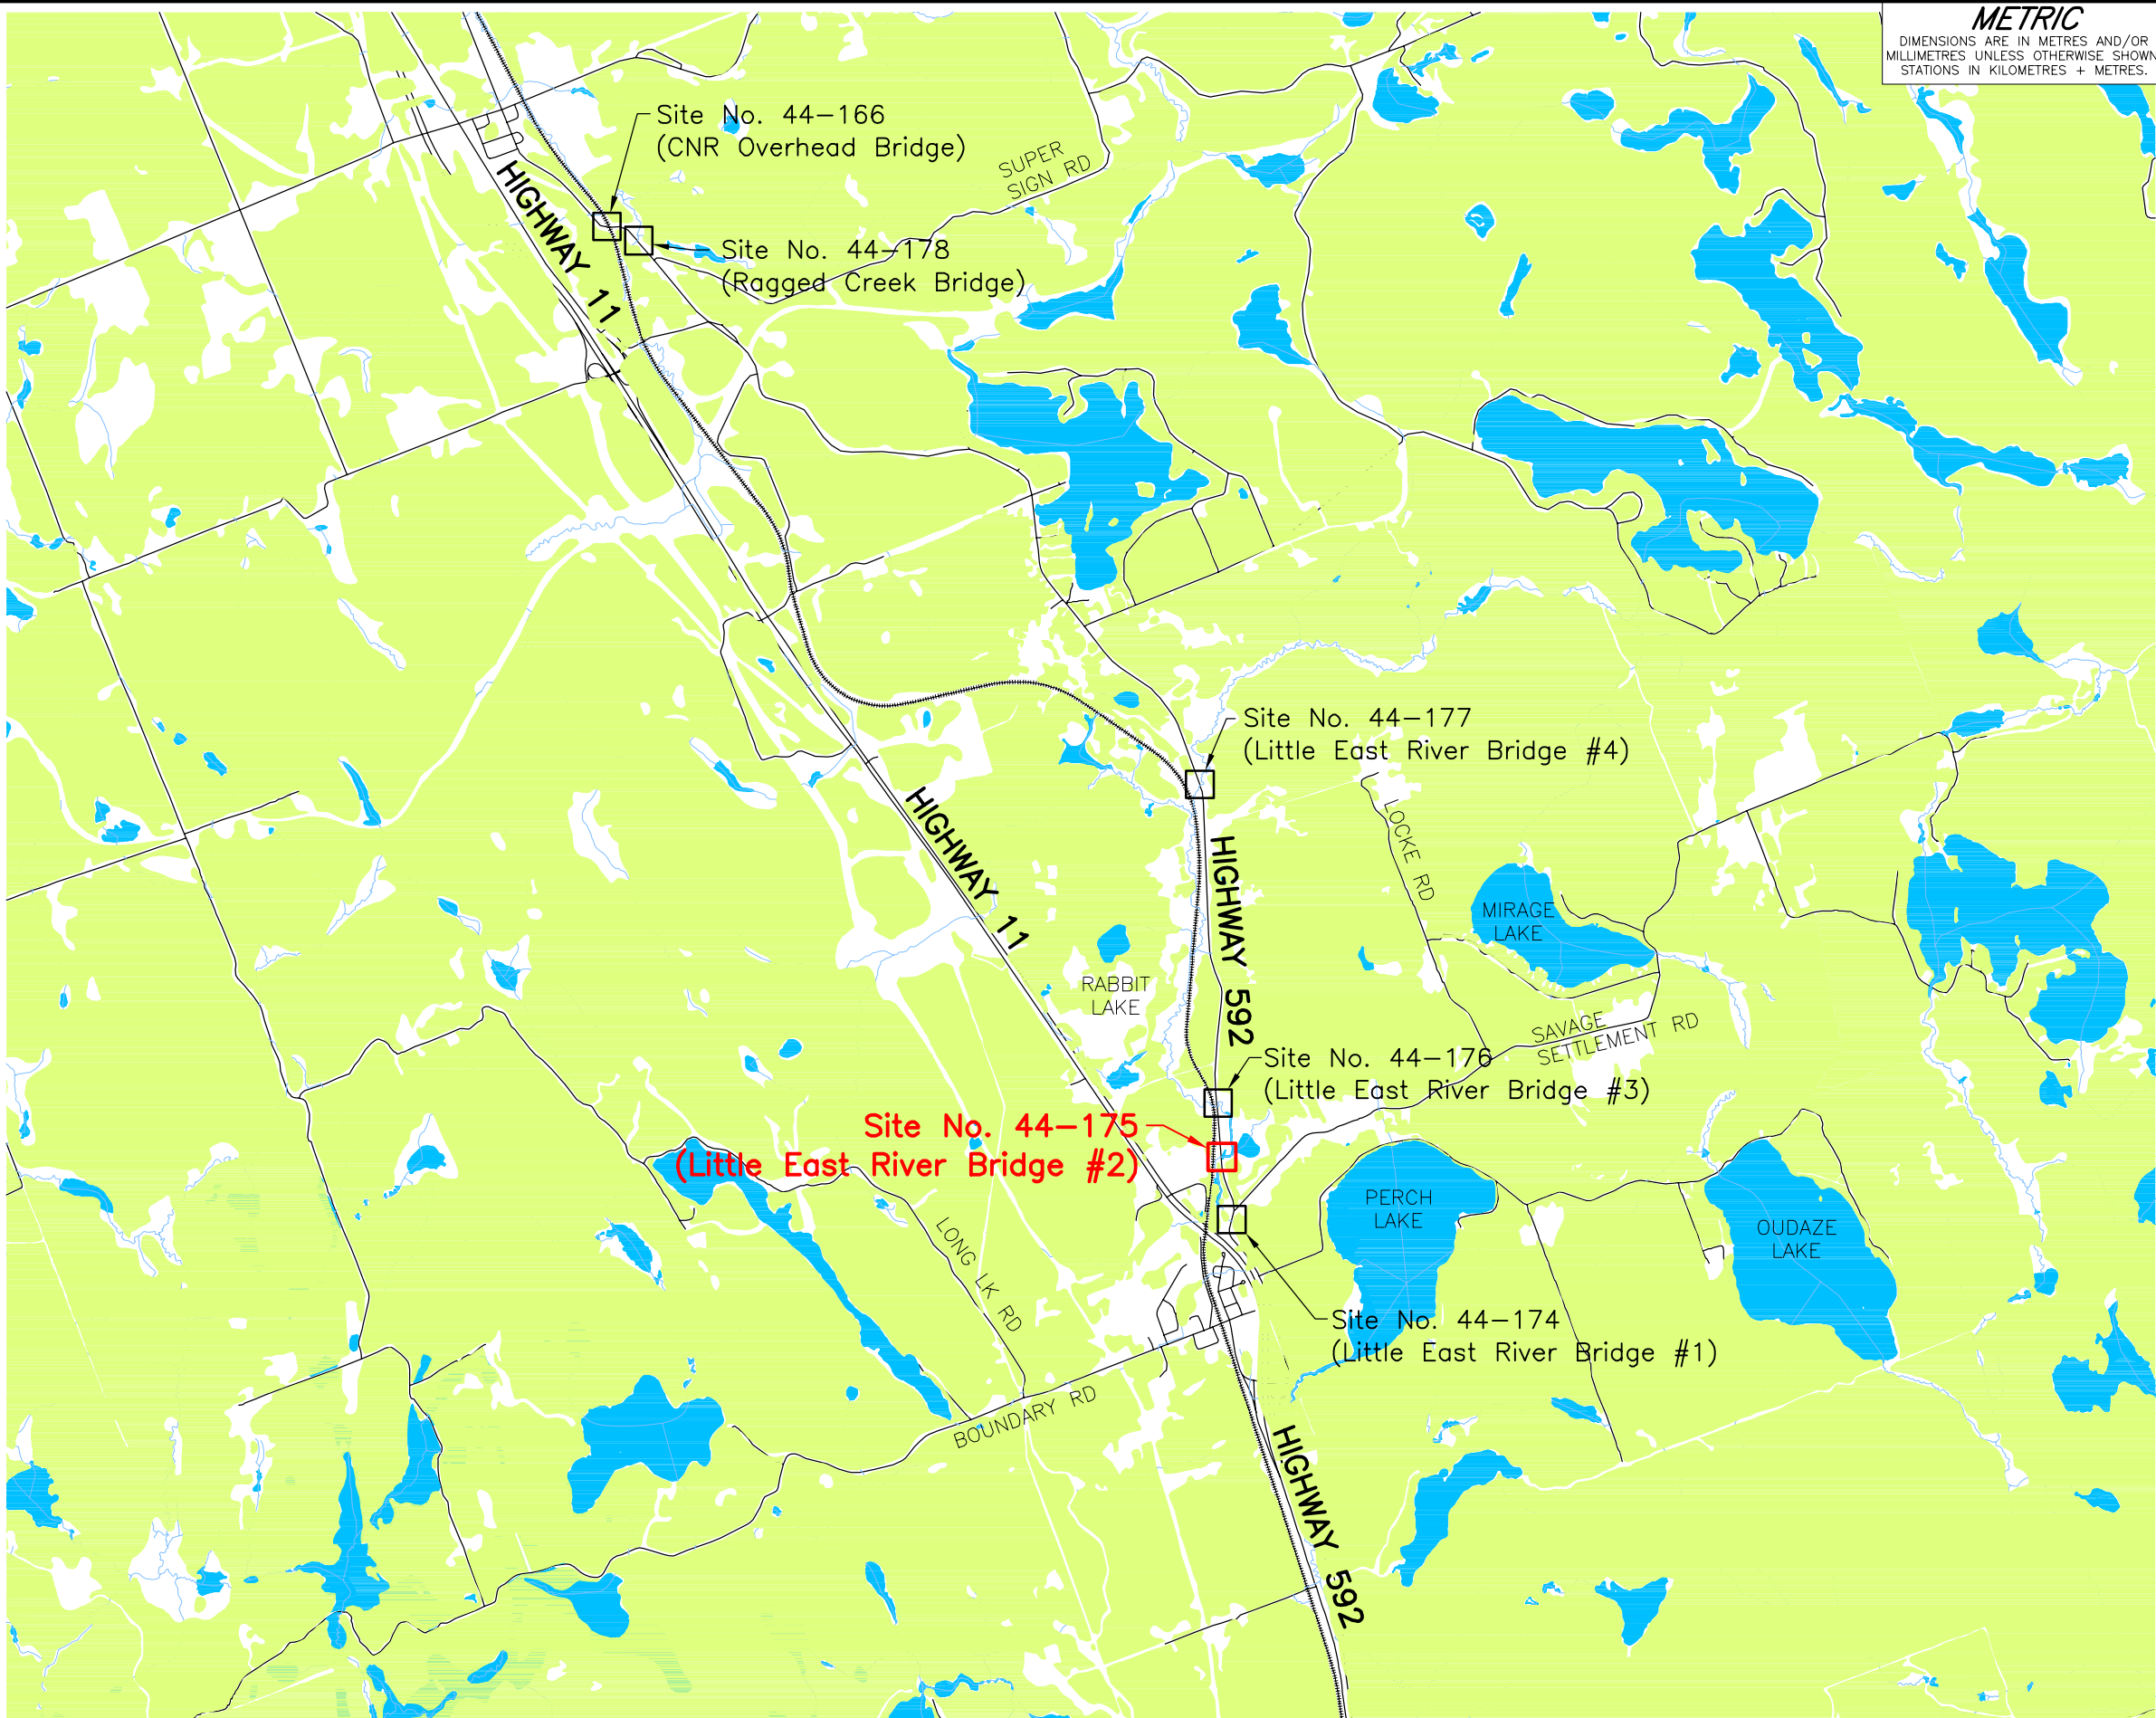 METRIC
DIMENSIONS ARE IN METRES AND/OR
MILLIMETRES UNLESS OTHERWISE SHOWN
STATIONS IN KILOMETRES + METRES.
Site No. 44-166
(CNR Overhead Bridge)
SUPER
SIGN RD
HIGHWAY 11
Site No. 44-178
(Ragged Creek Bridge)
Site No. 44-177
(Little East River Bridge #4)
HIGHWAY 11
HIGHWAY 592
LOCKE RD
MIRAGE
LAKE
RABBIT
LAKE
SAVAGE
SETTLEMENT RD
Site No. 44-176
(Little East River Bridge #3)
Site No. 44-175
(Little East River Bridge #2)
PERCH
LAKE
OUDAZE
LAKE
LONG LK RD
Site No. 44-174
(Little East River Bridge #1)
BOUNDARY RD
HIGHWAY 592